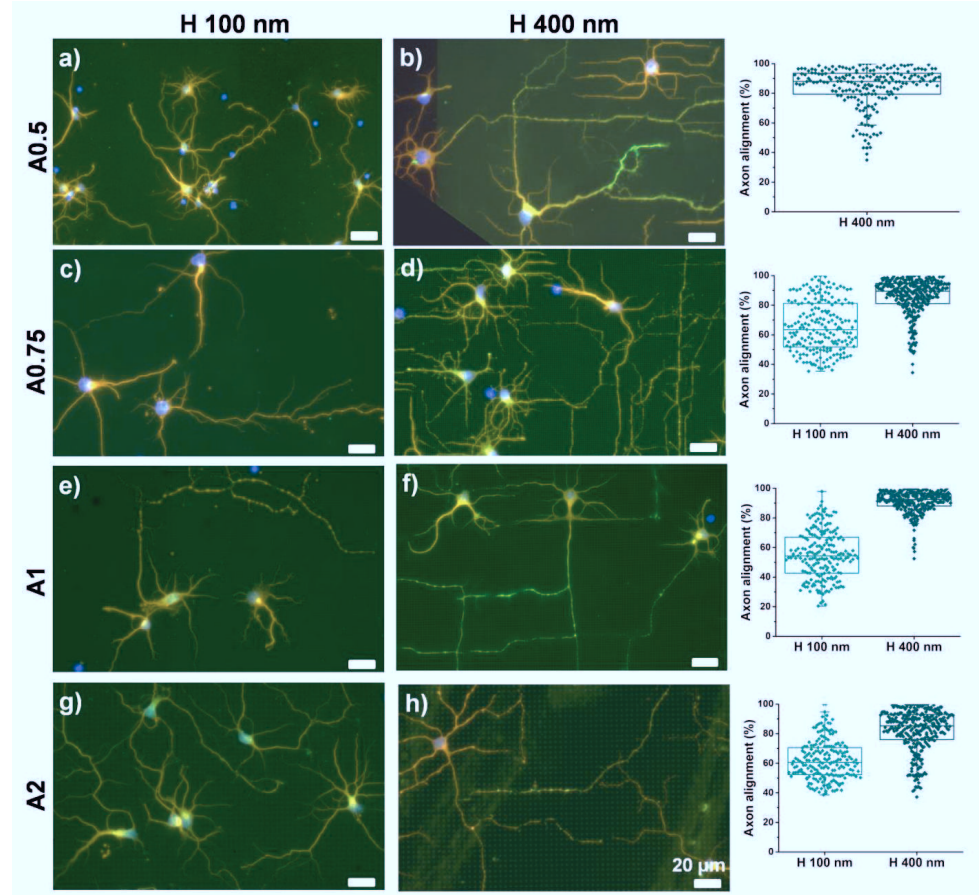 H 100 nm
H 400 nm
A0.5
a)
b)
Axon alignment (%)
100
80
60
40
20
0
H 400 nm
A0.75
c)
d)
Axon alignment (%)
100
80
60
40
20
0
H 100 nm
H 400 nm
A1
e)
f)
Axon alignment (%)
100
80
60
40
20
0
H 100 nm
H 400 nm
A2
g)
h)
20 μm
Axon alignment (%)
100
80
60
40
20
0
H 100 nm
H 400 nm